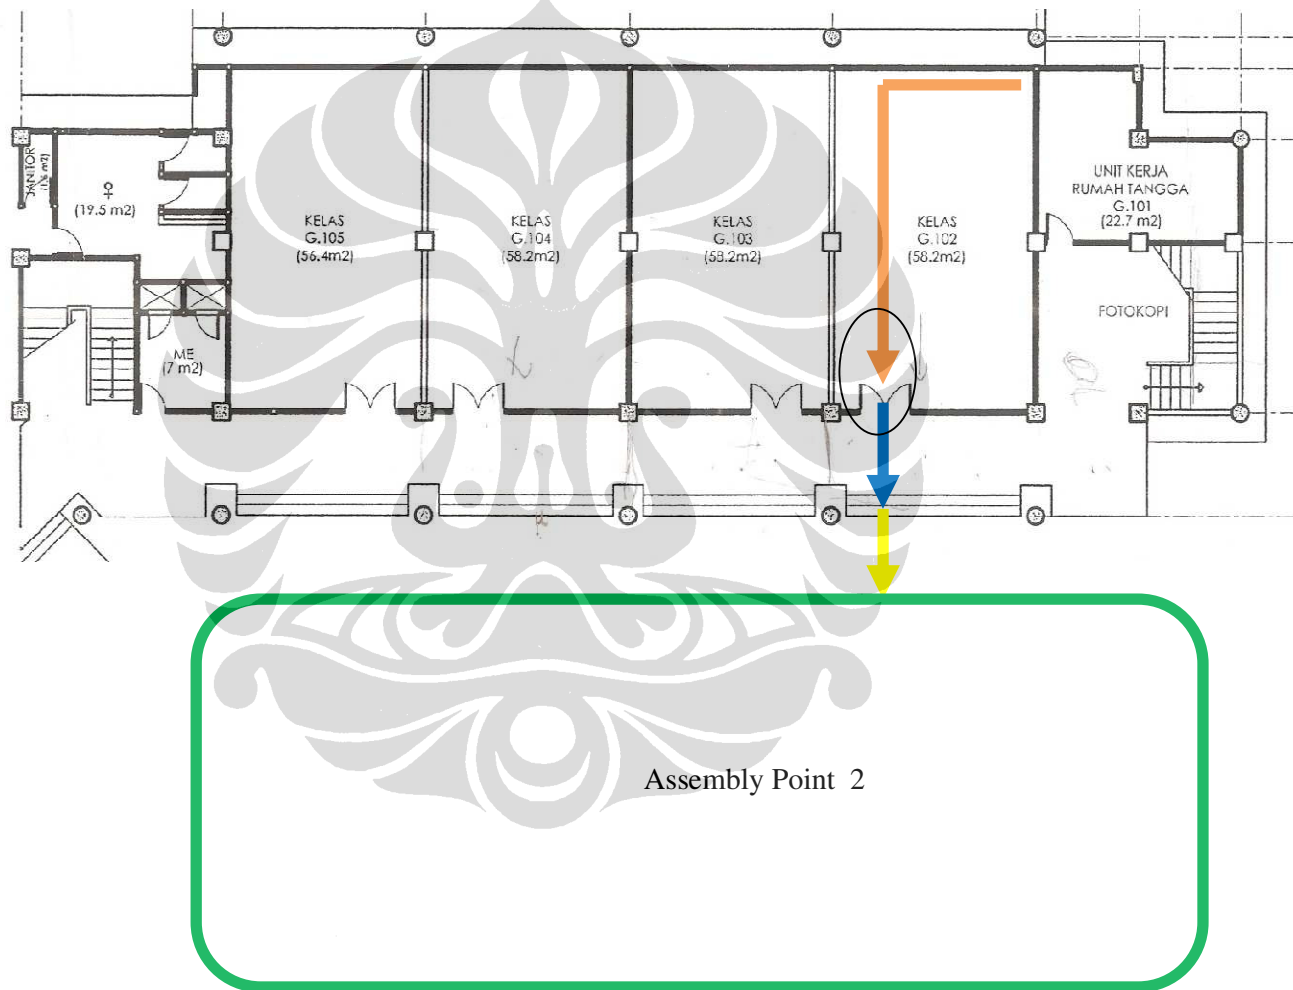 JANITOR
♀
(19.5 m2)
KELAS
G.105
(56.4m2)
KELAS
G.104
(58.2m2)
KELAS
G.103
(58.2m2)
KELAS
G.102
(58.2m2)
UNIT KERJA
RUMAH TANGGA
G.101
(22.7 m2)
FOTOKOPI
ME
(7 m2)
Assembly Point 2